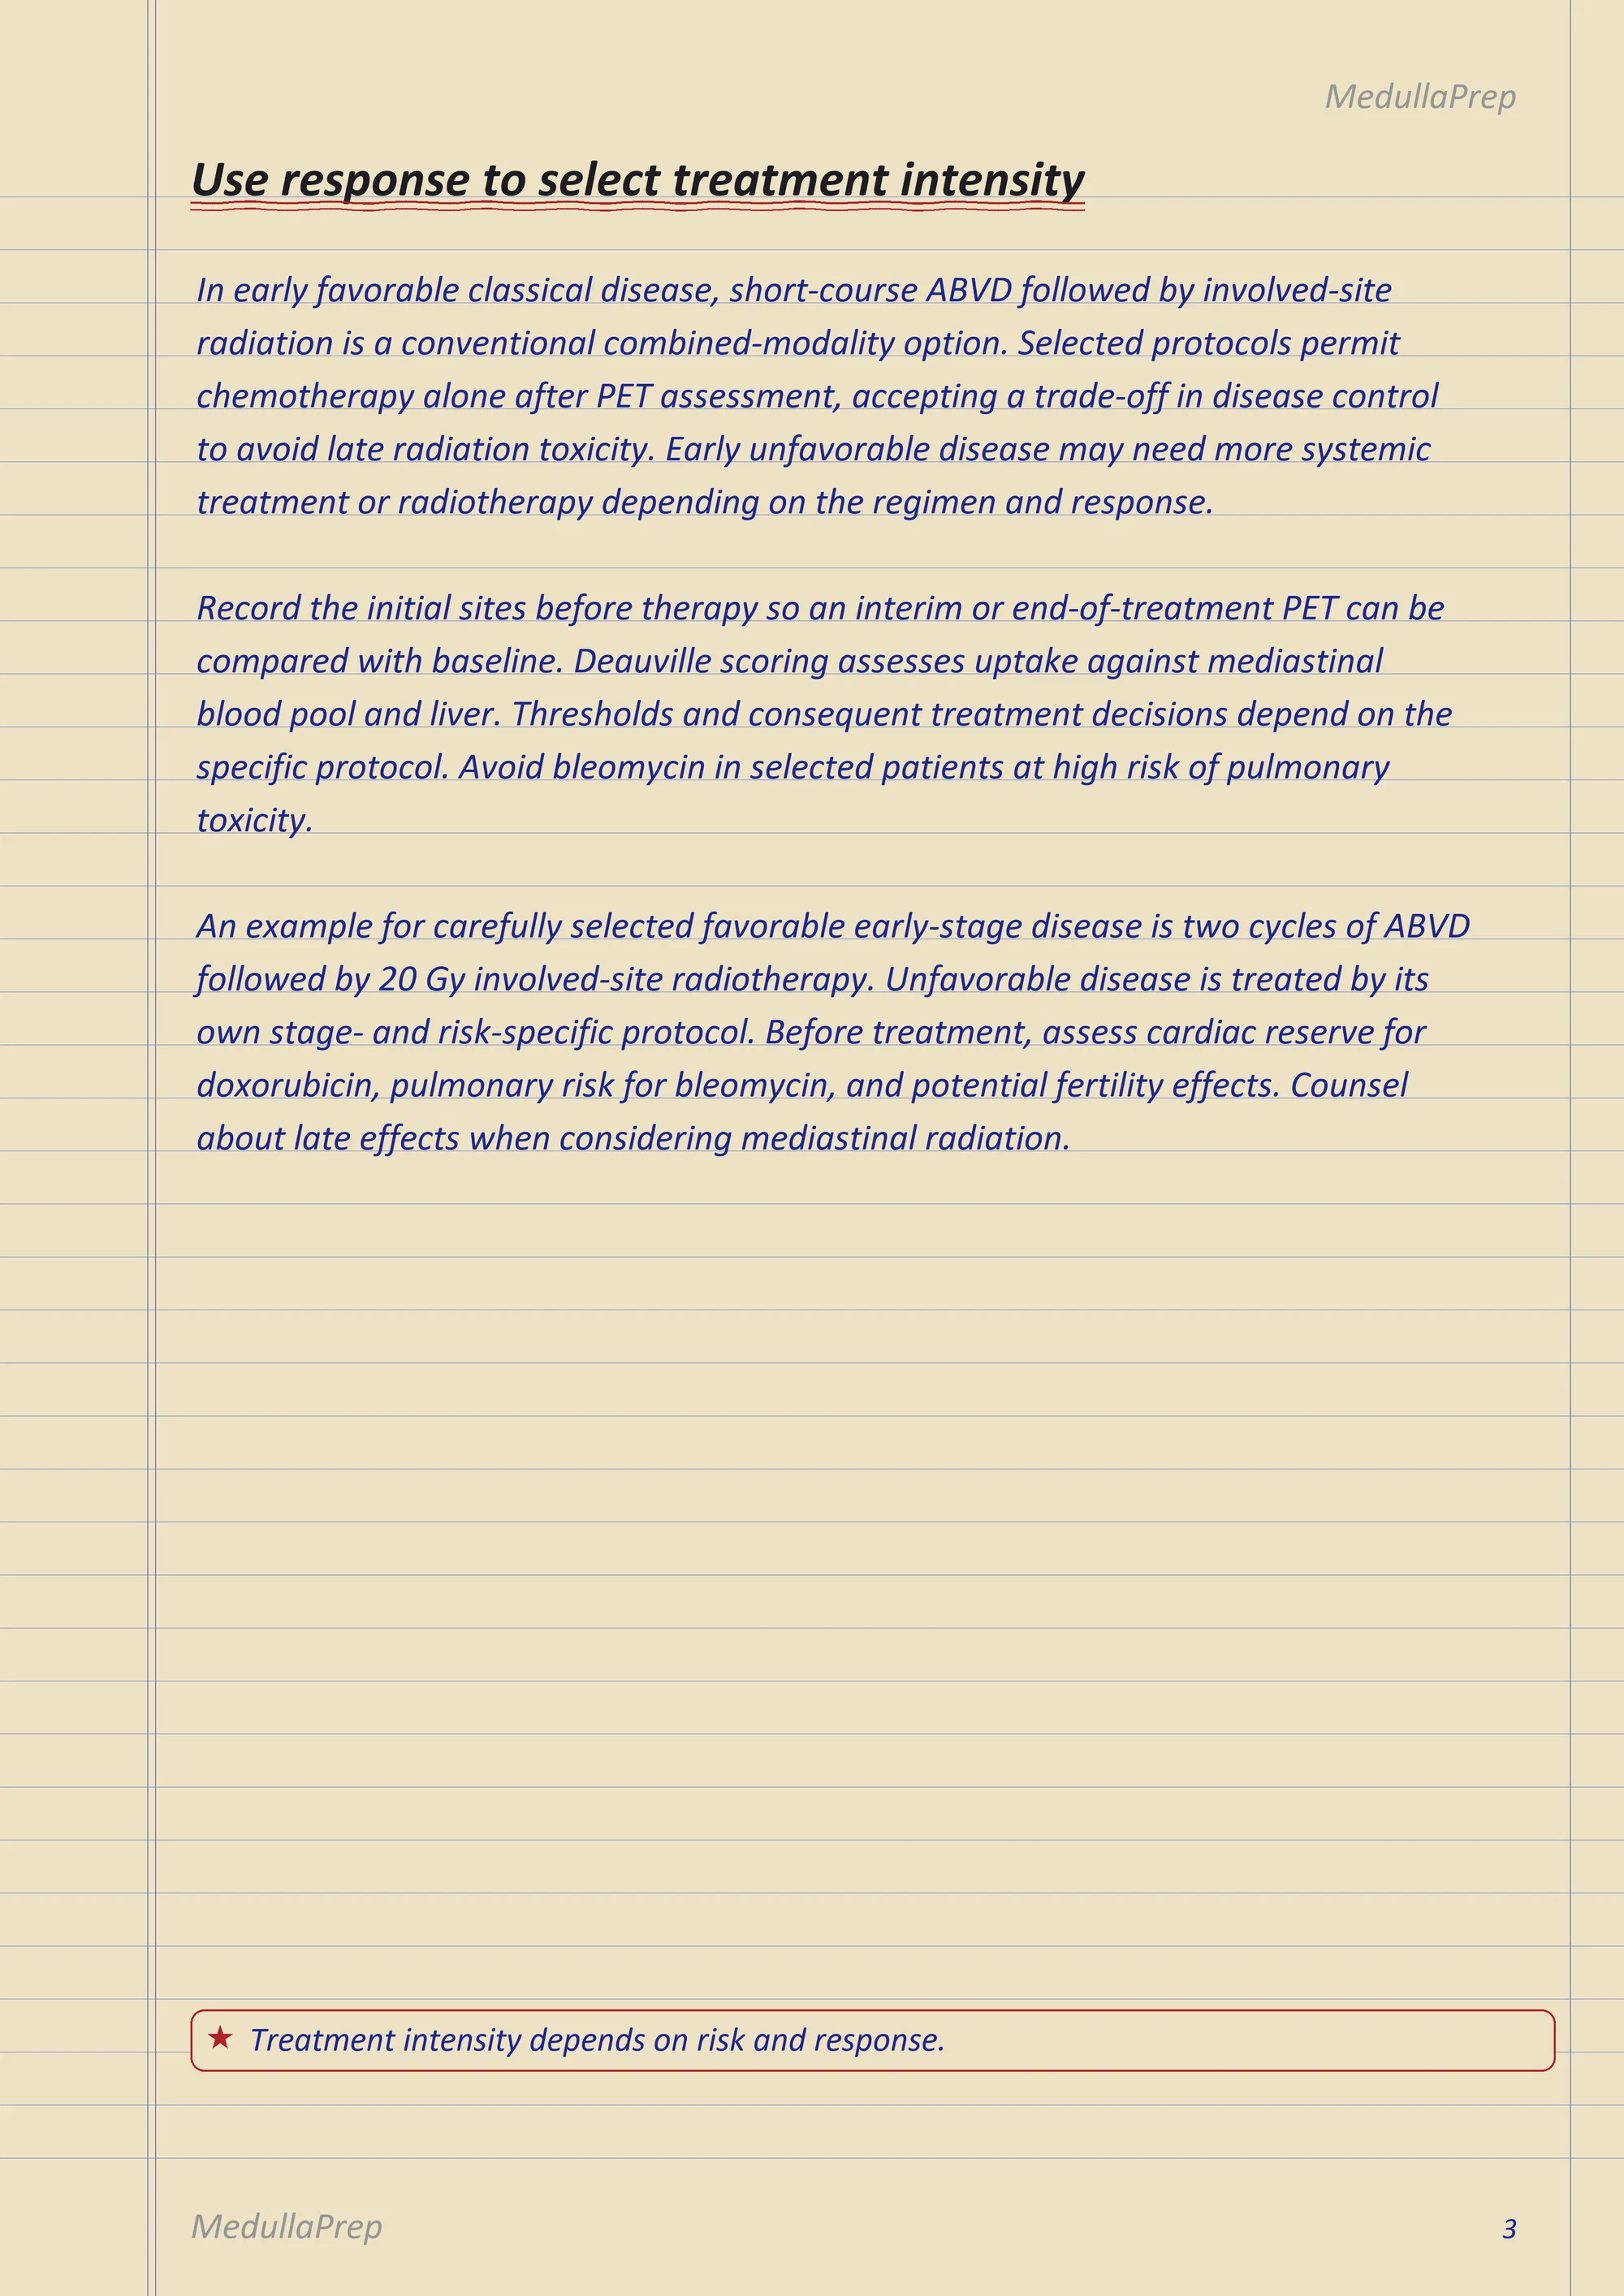 MedullaPrep
Use response to select treatment intensity
In early favorable classical disease, short-course ABVD followed by involved-site
radiation is a conventional combined-modality option. Selected protocols permit
chemotherapy alone after PET assessment, accepting a trade-off in disease control
to avoid late radiation toxicity. Early unfavorable disease may need more systemic
treatment or radiotherapy depending on the regimen and response.
Record the initial sites before therapy so an interim or end-of-treatment PET can be
compared with baseline. Deauville scoring assesses uptake against mediastinal
blood pool and liver. Thresholds and consequent treatment decisions depend on the
specific protocol. Avoid bleomycin in selected patients at high risk of pulmonary
toxicity.
An example for carefully selected favorable early-stage disease is two cycles of ABVD
followed by 20 Gy involved-site radiotherapy. Unfavorable disease is treated by its
own stage- and risk-specific protocol. Before treatment, assess cardiac reserve for
doxorubicin, pulmonary risk for bleomycin, and potential fertility effects. Counsel
about late effects when considering mediastinal radiation.
★ Treatment intensity depends on risk and response.
MedullaPrep
3